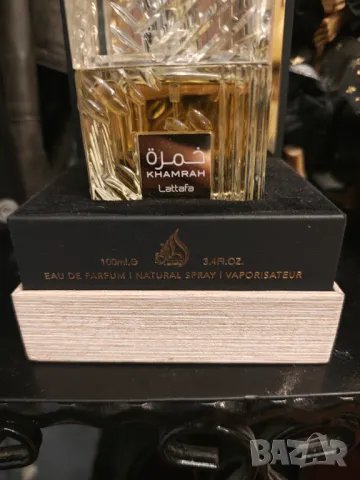 خمرة
KHAMRAH
Lattafa
100ml.℮ 3.4FL.OZ.
EAU DE PARFUM | NATURAL SPRAY | VAPORISATEUR
BAZAR